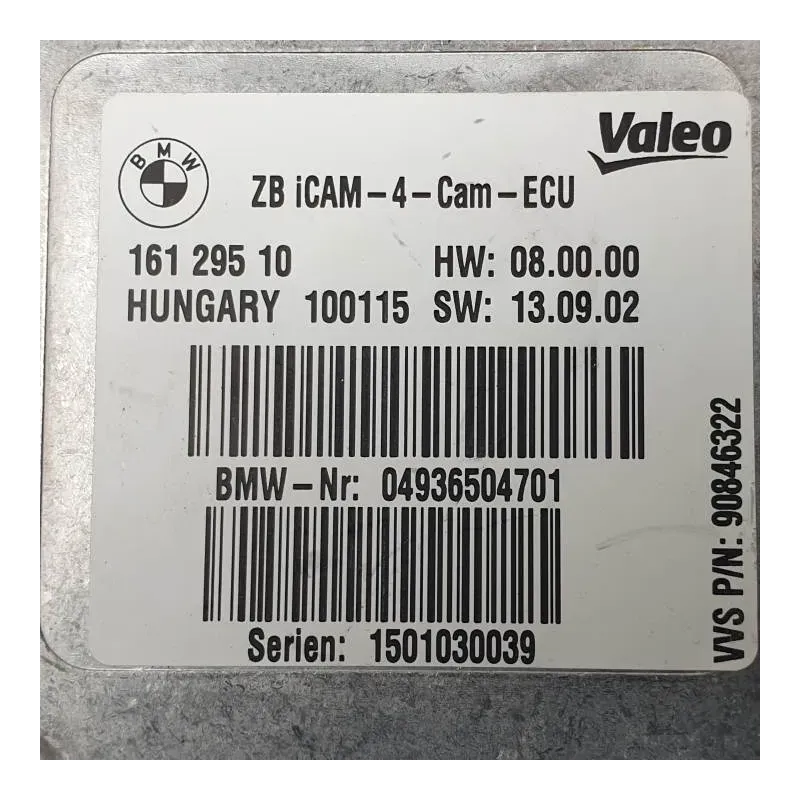 BMW
Valeo
ZB iCAM-4-Cam-ECU
161 295 10 HW: 08.00.00
HUNGARY 100115 SW: 13.09.02
BMW-Nr: 04936504701
Serien: 1501030039
VVS P/N: 90846322